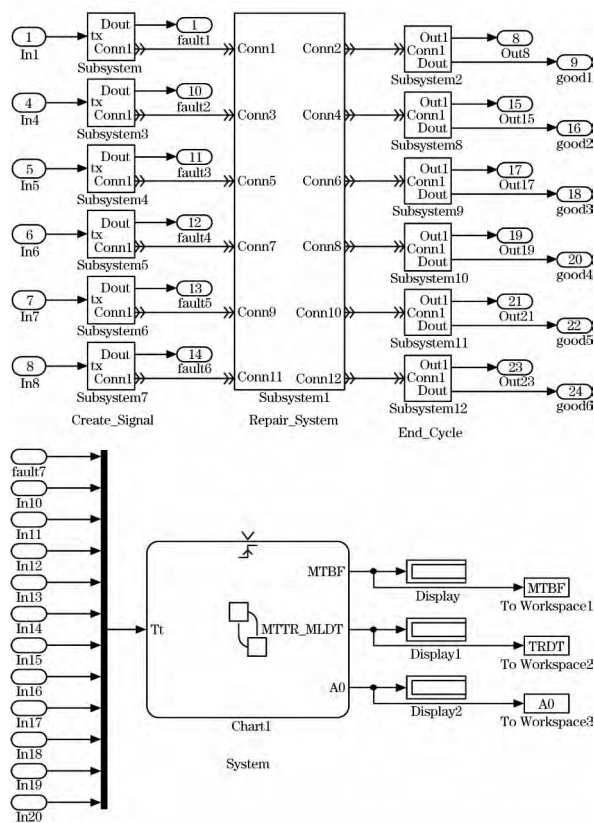 1
In1
Dout
tx
Conn1
Subsystem
1
fault1
Conn1
Conn2
Out1
Conn1
Dout
Subsystem2
8
Out8
9
good1
4
In4
Dout
tx
Conn1
Subsystem3
10
fault2
Conn3
Conn4
Out1
Conn1
Dout
Subsystem8
15
Out15
16
good2
5
In5
Dout
tx
Conn1
Subsystem4
11
fault3
Conn5
Conn6
Out1
Conn1
Dout
Subsystem9
17
Out17
18
good3
6
In6
Dout
tx
Conn1
Subsystem5
12
fault4
Conn7
Conn8
Out1
Conn1
Dout
Subsystem10
19
Out19
20
good4
7
In7
Dout
tx
Conn1
Subsystem6
13
fault5
Conn9
Conn10
Out1
Conn1
Dout
Subsystem11
21
Out21
22
good5
8
In8
Dout
tx
Conn1
Subsystem7
14
fault6
Conn11
Conn12
Subsystem1
Out1
Conn1
Dout
Subsystem12
23
Out23
24
good6
Create_Signal
Repair_System
End_Cycle
fault7
In10
In11
In12
In13
In14
In15
In16
In17
In18
In19
In20
Tt
MTBF
MTTR_MLDT
A0
Chart1
System
Display
MTBF
To Workspace1
Display1
TRDT
To Workspace2
Display2
A0
To Workspace3